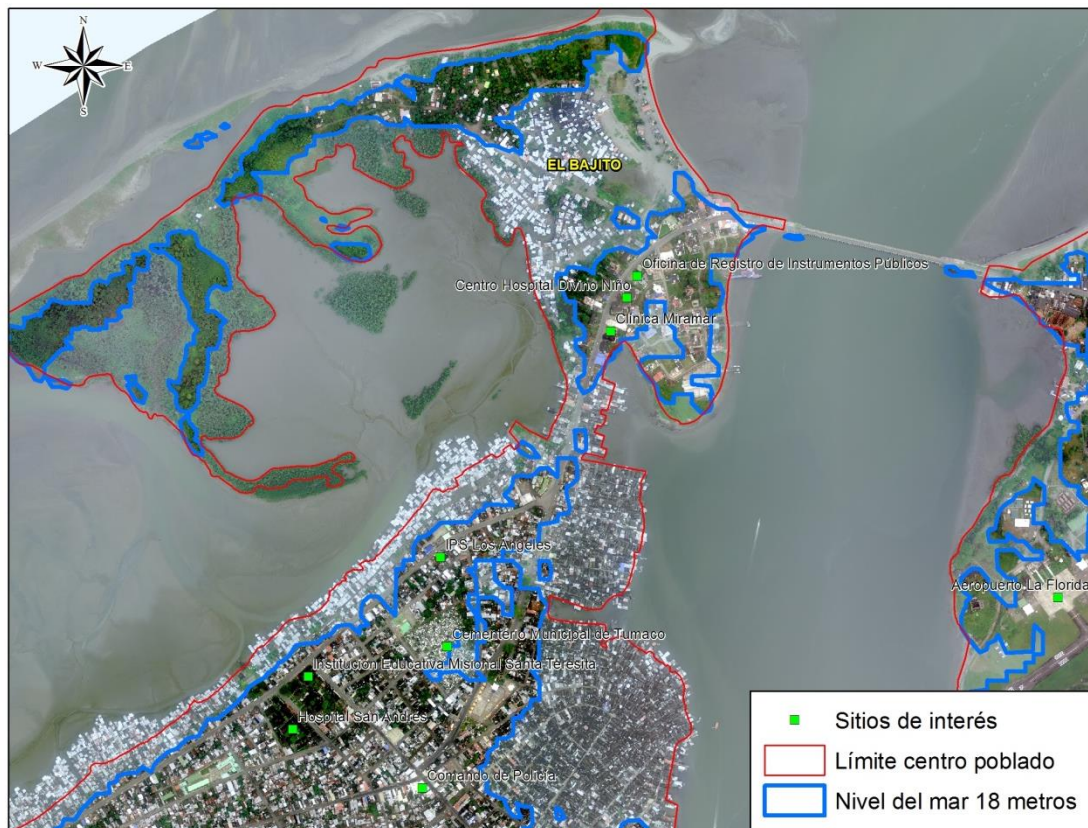 N
W E
S
EL BAJITO
Oficina de Registro de Instrumentos Públicos
Centro Hospital Divino Niño
Clínica Miramar
IPS Los Angeles
Aeropuerto La Florida
Cementerio Municipal de Tumaco
Institución Educativa Misional Santa Teresita
Hospital San Andres
Comando de Policía
Sitios de interés
Límite centro poblado
Nivel del mar 18 metros